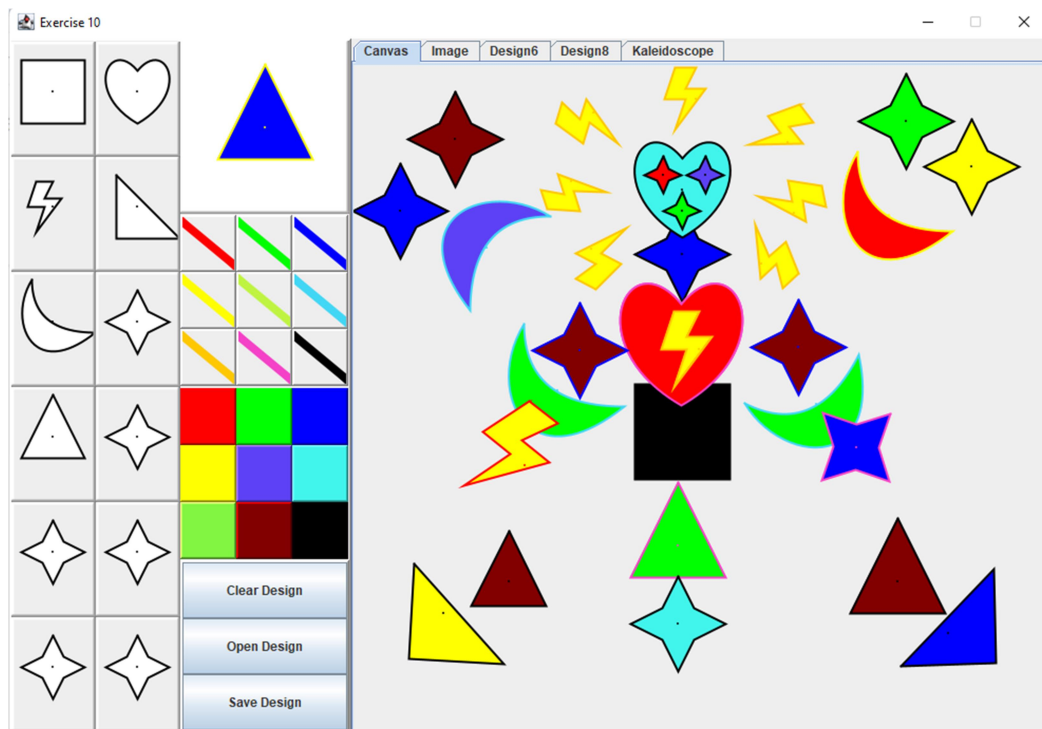 Exercise 10
Canvas
Image
Design6
Design8
Kaleidoscope
Clear Design
Open Design
Save Design